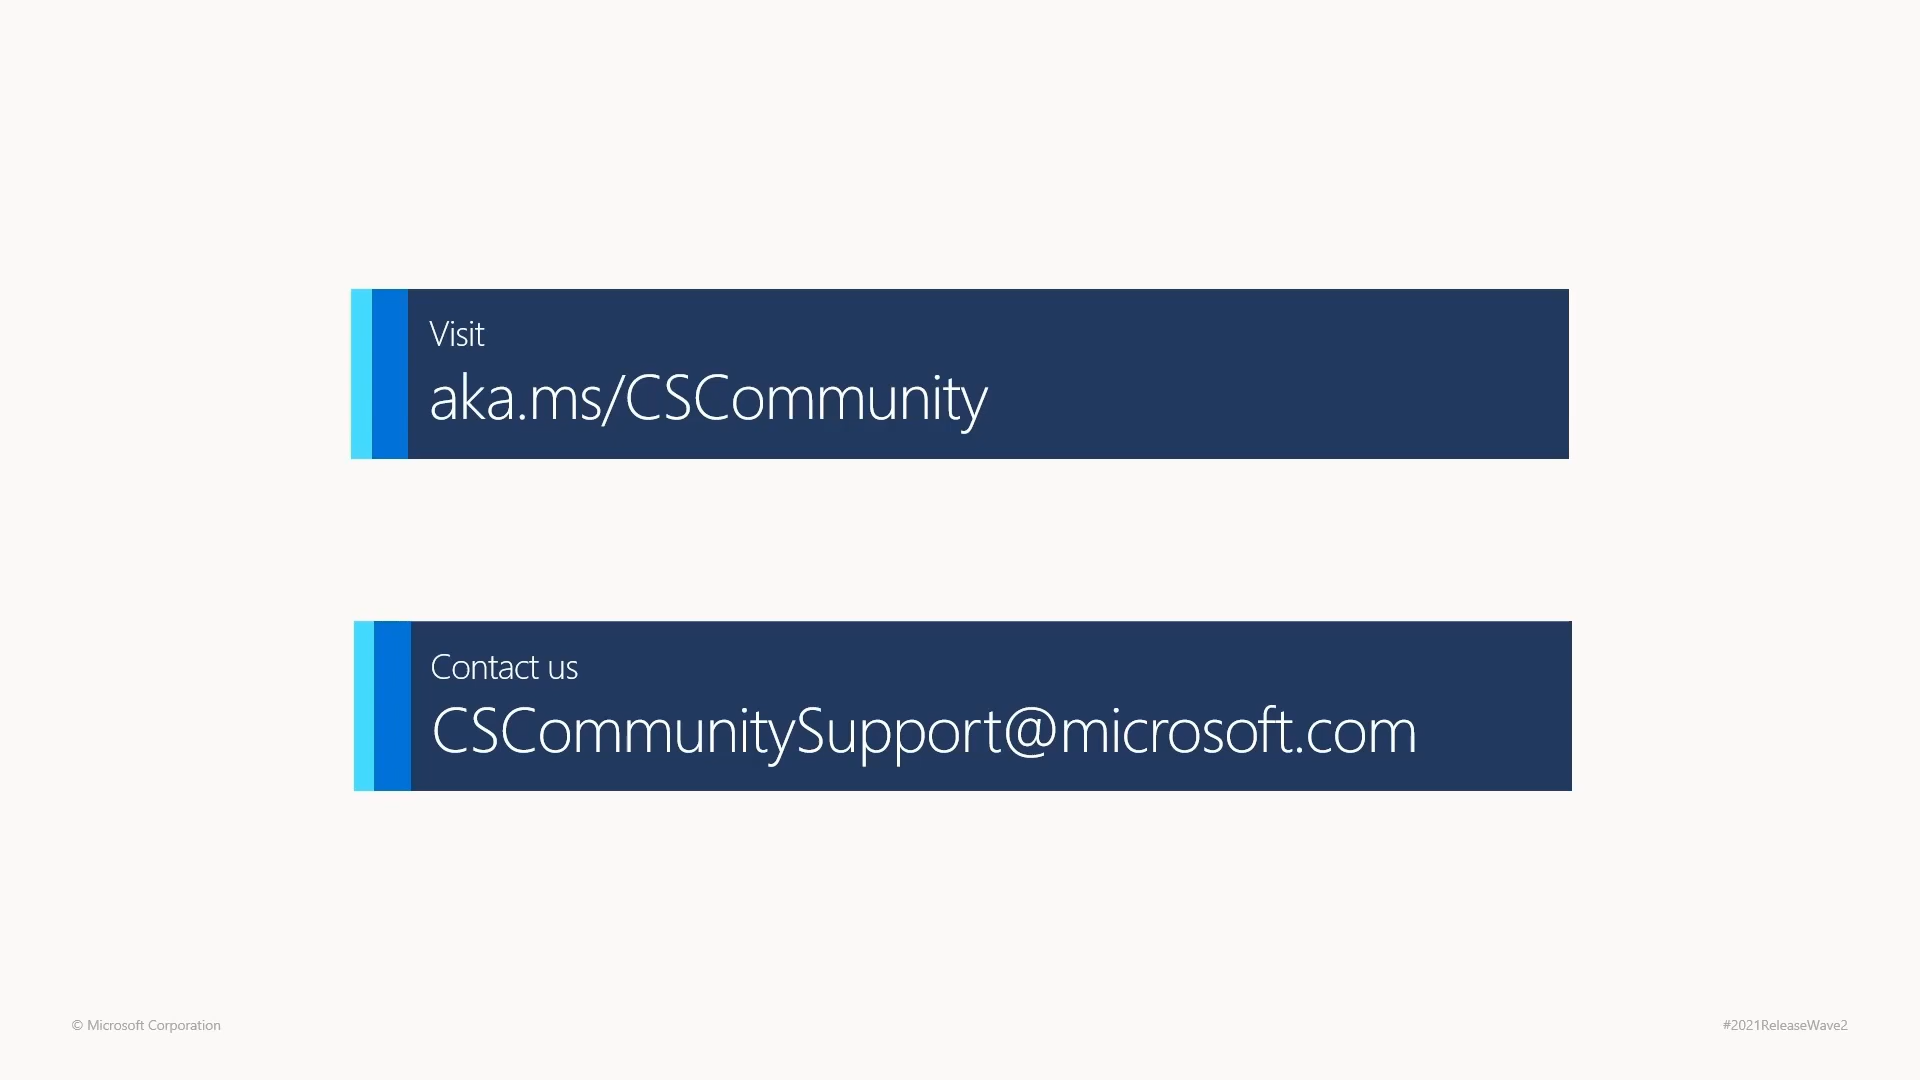 Visit
aka.ms/CSCommunity
Contact us
CSCommunitySupport@microsoft.com
© Microsoft Corporation
#2021ReleaseWave2